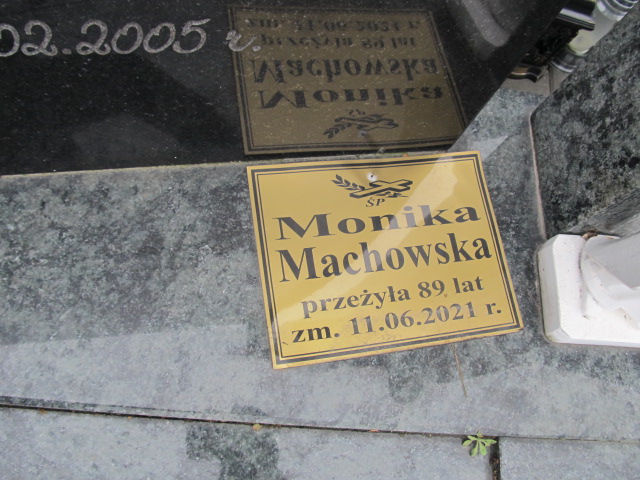 02.2005 r.
ŚP
Monika
Machowska
przeżyła 89 lat
zm. 11.06.2021 r.